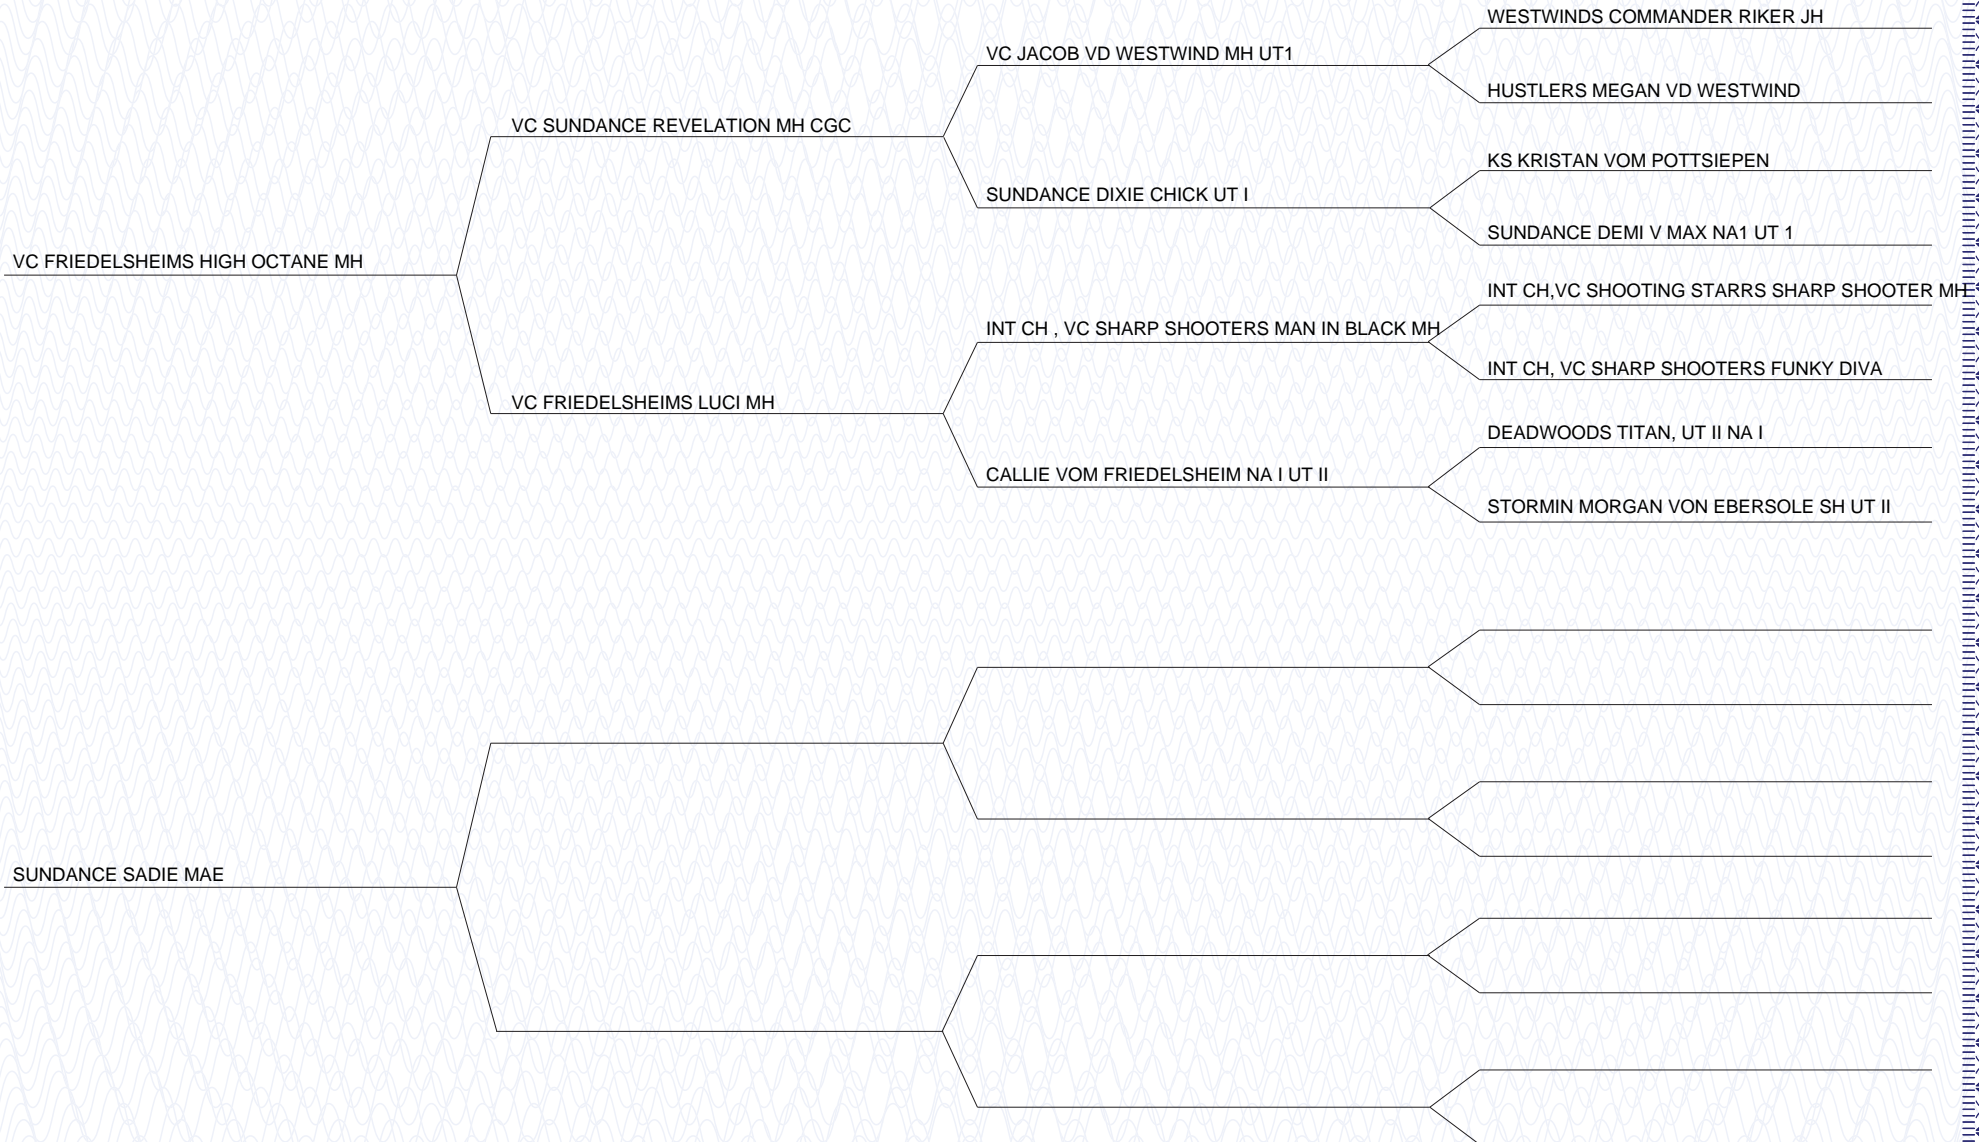 WESTWINDS COMMANDER RIKER JH
VC JACOB VD WESTWIND MH UT1
HUSTLERS MEGAN VD WESTWIND
VC SUNDANCE REVELATION MH CGC
KS KRISTAN VOM POTTSIEPEN
SUNDANCE DIXIE CHICK UT I
SUNDANCE DEMI V MAX NA1 UT 1
VC FRIEDELSHEIMS HIGH OCTANE MH
INT CH,VC SHOOTING STARRS SHARP SHOOTER MH
INT CH , VC SHARP SHOOTERS MAN IN BLACK MH
INT CH, VC SHARP SHOOTERS FUNKY DIVA
VC FRIEDELSHEIMS LUCI MH
DEADWOODS TITAN, UT II NA I
CALLIE VOM FRIEDELSHEIM NA I UT II
STORMIN MORGAN VON EBERSOLE SH UT II
SUNDANCE SADIE MAE